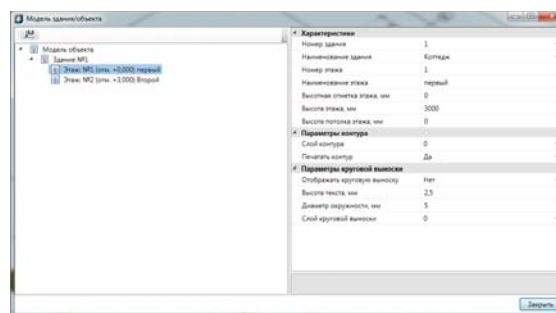 Модель здания/объекта
Модель объекта
Здание №1
Этаж: №1 (отм. +0,000) первый
Этаж: №2 (отм. +3,000) Второй
Характеристики
Номер здания 1
Наименование здания Коттедж
Номер этажа 1
Наименование этажа первый
Высотная отметка этажа, мм 0
Высота этажа, мм 3000
Высота потолка этажа, мм 0
Параметры контура
Слой контура 0
Печатать контур Да
Параметры круговой выноски
Отображать круговую выноску Нет
Высота текста, мм 2,5
Диаметр окружности, мм 5
Слой круговой выноски 0
Закрыть